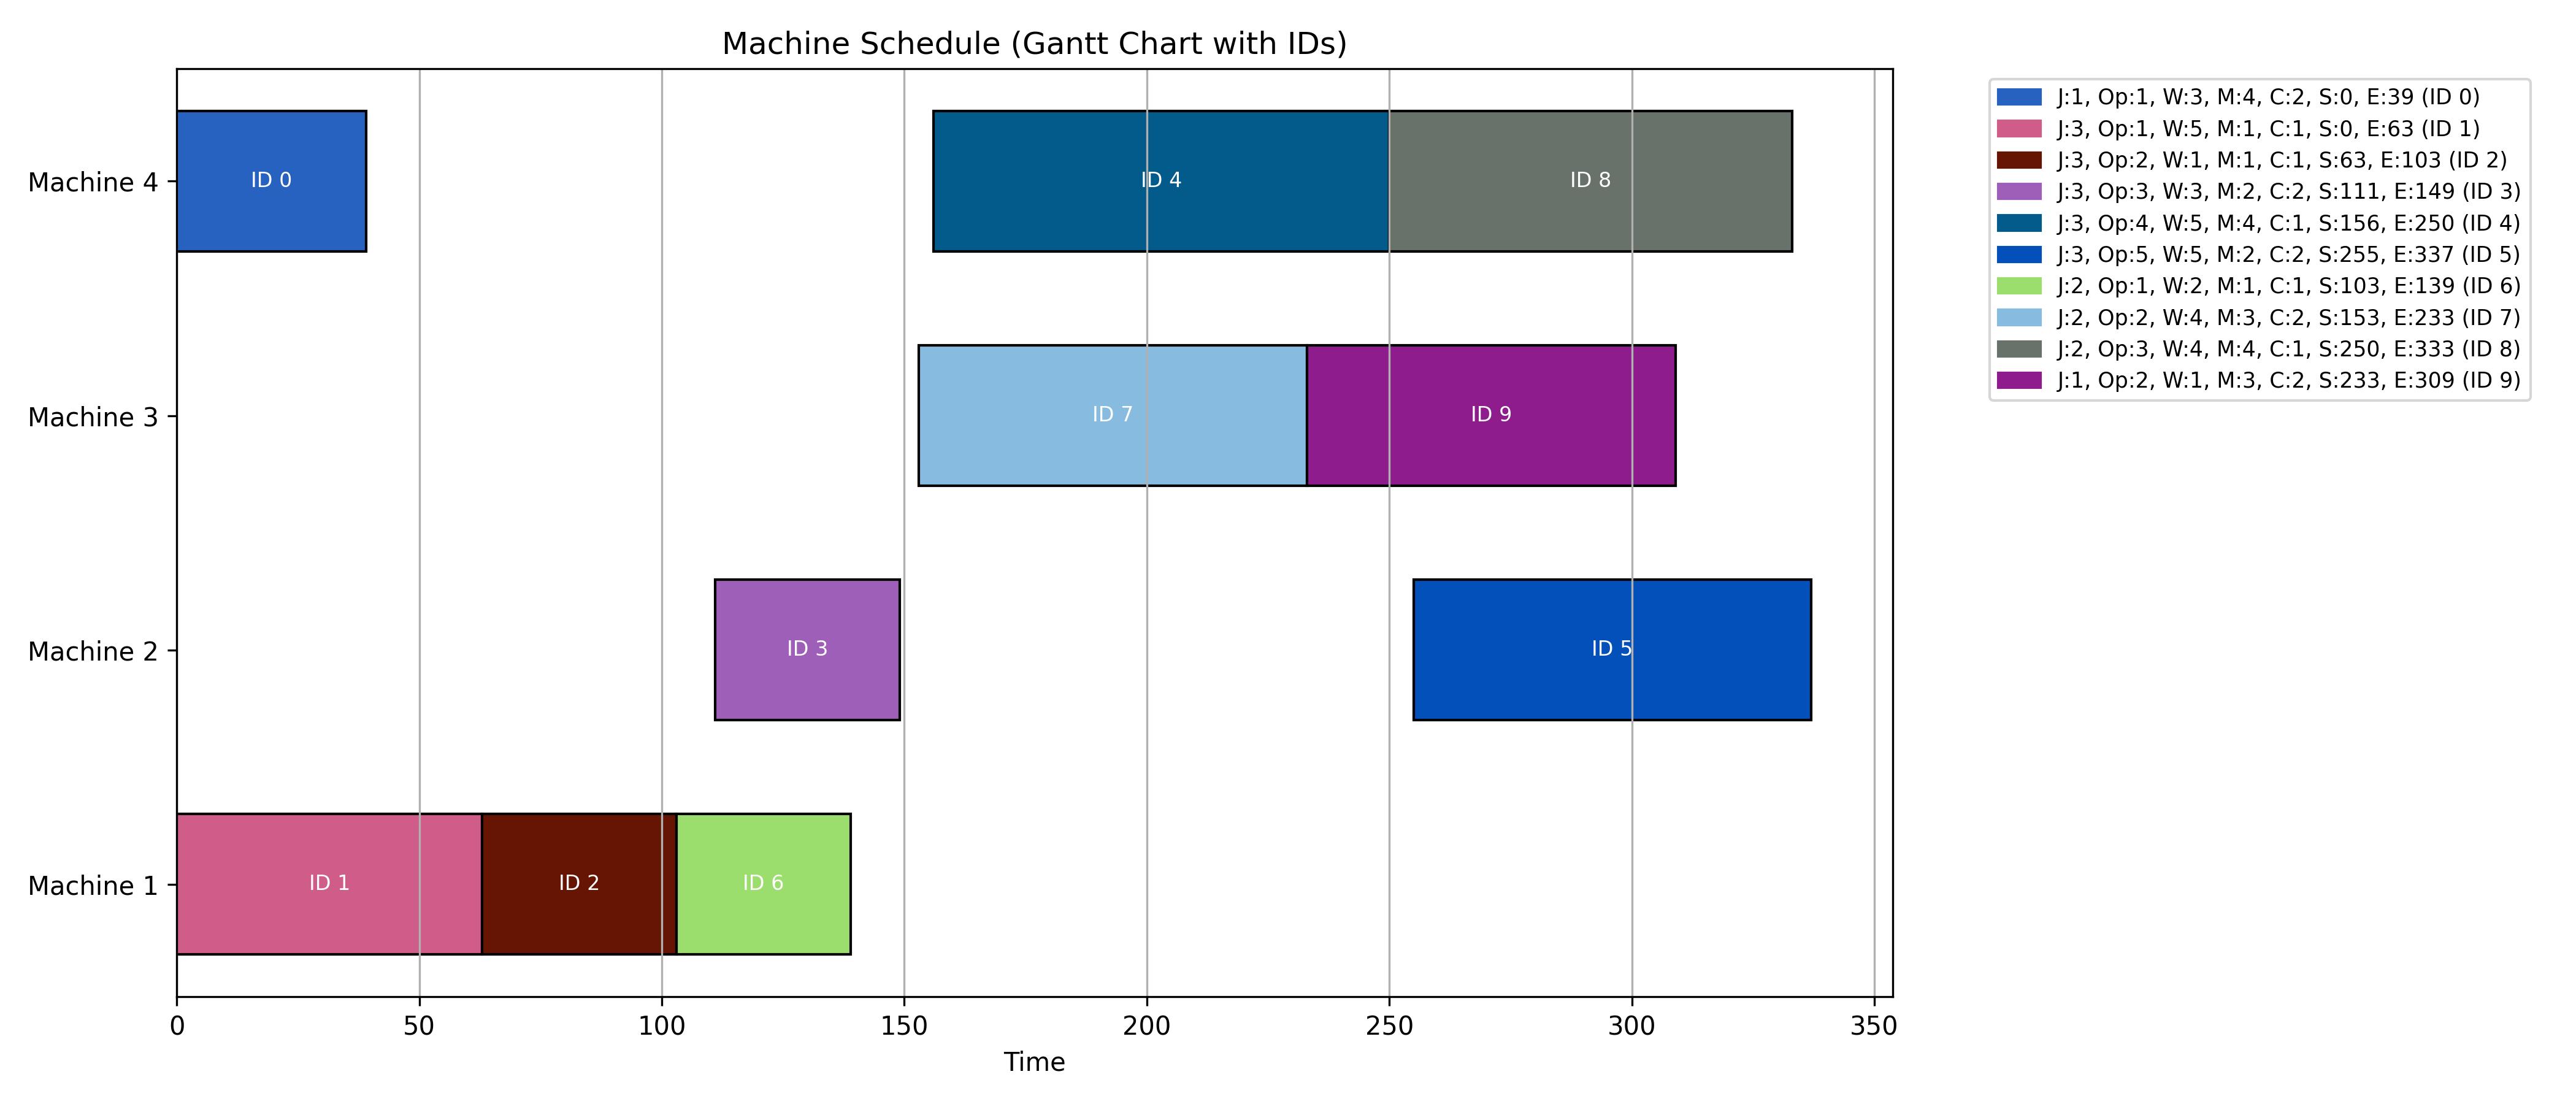 Machine Schedule (Gantt Chart with IDs)
J:1, Op:1, W:3, M:4, C:2, S:0, E:39 (ID 0)
J:3, Op:1, W:5, M:1, C:1, S:0, E:63 (ID 1)
J:3, Op:2, W:1, M:1, C:1, S:63, E:103 (ID 2)
J:3, Op:3, W:3, M:2, C:2, S:111, E:149 (ID 3)
J:3, Op:4, W:5, M:4, C:1, S:156, E:250 (ID 4)
J:3, Op:5, W:5, M:2, C:2, S:255, E:337 (ID 5)
J:2, Op:1, W:2, M:1, C:1, S:103, E:139 (ID 6)
J:2, Op:2, W:4, M:3, C:2, S:153, E:233 (ID 7)
J:2, Op:3, W:4, M:4, C:1, S:250, E:333 (ID 8)
J:1, Op:2, W:1, M:3, C:2, S:233, E:309 (ID 9)
Machine 4 ID 0 ID 4 ID 8
Machine 3 ID 7 ID 9
Machine 2 ID 3 ID 5
Machine 1 ID 1 ID 2 ID 6
0 50 100 150 200 250 300 350
Time